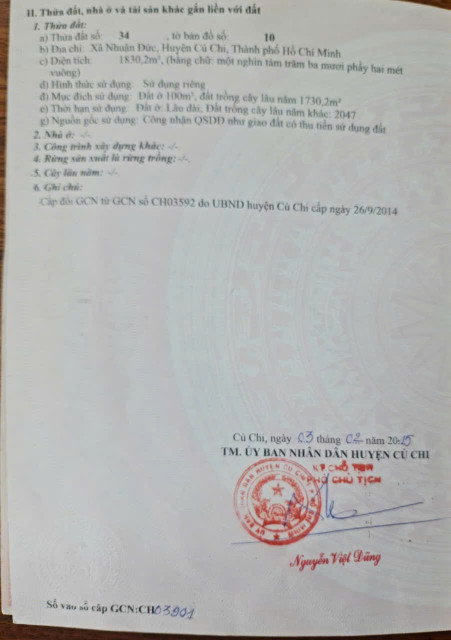 II. Thửa đất, nhà ở và tài sản khác gắn liền với đất
1. Thửa đất:
a) Thửa đất số: 34 , tờ bản đồ số: 10
b) Địa chỉ: Xã Nhuận Đức, Huyện Củ Chi, Thành phố Hồ Chí Minh
c) Diện tích: 1830,2m², (bằng chữ: một nghìn tám trăm ba mươi phẩy hai mét
vuông)
d) Hình thức sử dụng: Sử dụng riêng
đ) Mục đích sử dụng: Đất ở 100m², đất trồng cây lâu năm 1730,2m²
e) Thời hạn sử dụng: Đất ở: Lâu dài; Đất trồng cây lâu năm khác: 2047
g) Nguồn gốc sử dụng: Công nhận QSDĐ như giao đất có thu tiền sử dụng đất
2. Nhà ở: -/-
3. Công trình xây dựng khác: -/-
4. Rừng sản xuất là rừng trồng: -/-
5. Cây lâu năm: -/-
6. Ghi chú:
Cấp đổi GCN từ GCN số CH03592 do UBND huyện Củ Chi cấp ngày 26/9/2014
Củ Chi, ngày 03 tháng 02 năm 2015
TM. ỦY BAN NHÂN DÂN HUYỆN CỦ CHI
KT CHỦ TỊCH
PHÓ CHỦ TỊCH
Nguyễn Việt Dũng
Số vào sổ cấp GCN:CH03901